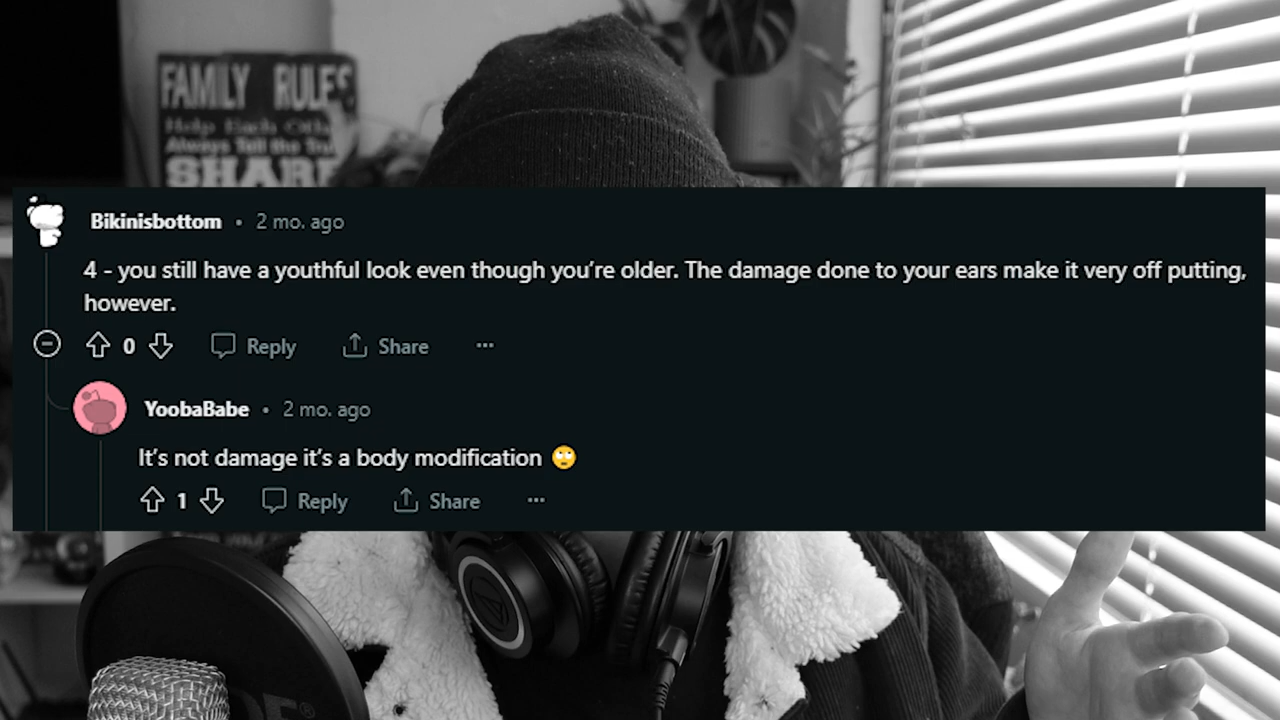 FAMILY RULES
Help Each Oth
Always Tell the Tru
SHARE
Bikinisbottom • 2 mo. ago
4 - you still have a youthful look even though you’re older. The damage done to your ears make it very off putting,
however.
0 Reply Share ...
YoobaBabe • 2 mo. ago
It’s not damage it’s a body modification 🙄
1 Reply Share ...